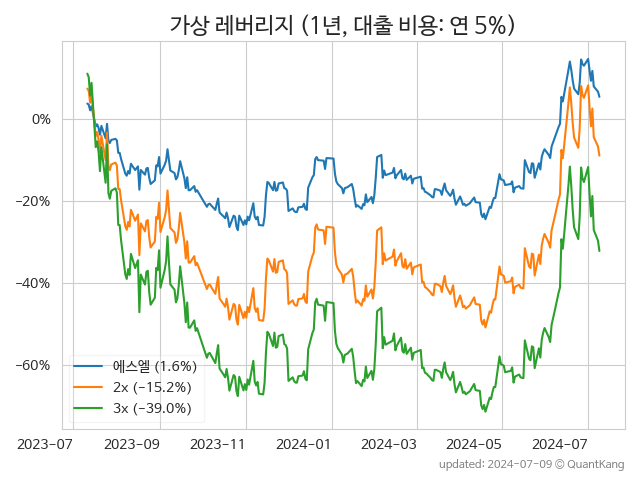 가상 레버리지 (1년, 대출 비용: 연 5%)
0%
−20%
−40%
−60%
에스엘 (1.6%)
2x (−15.2%)
3x (−39.0%)
2023-07 2023-09 2023-11 2024-01 2024-03 2024-05 2024-07
updated: 2024-07-09 © QuantKang